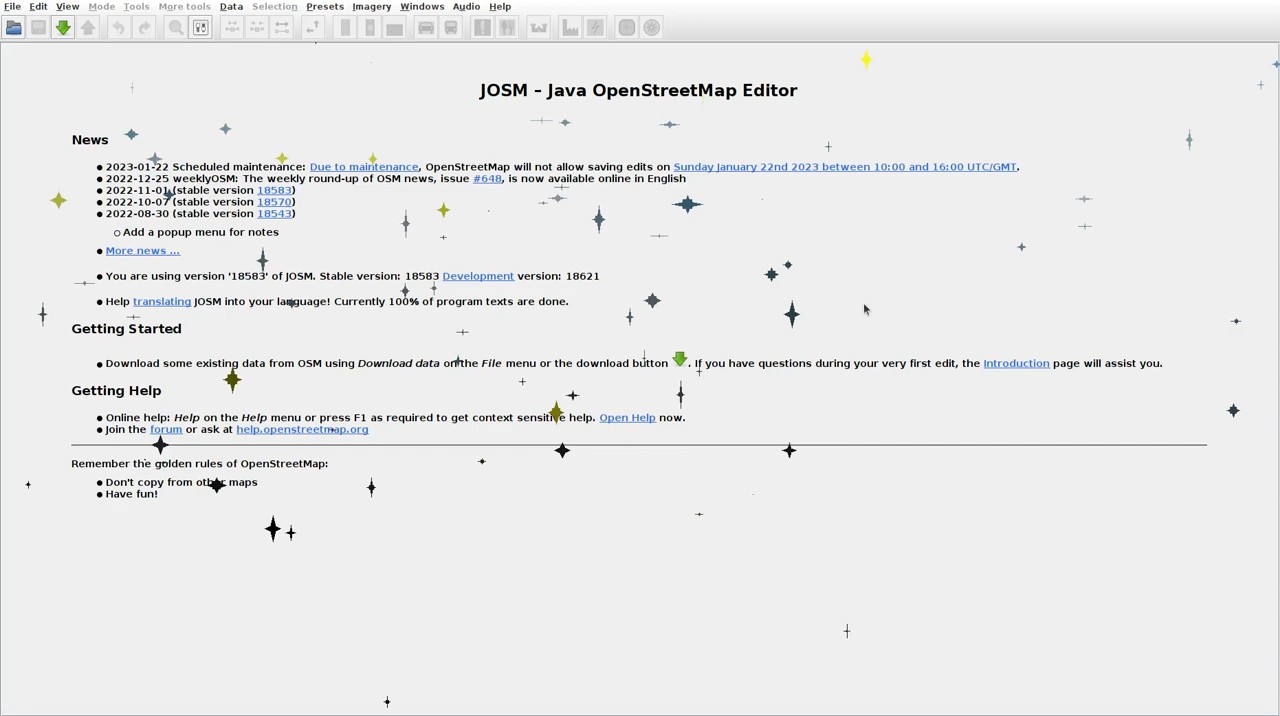 File Edit View Mode Tools More tools Data Selection Presets Imagery Windows Audio Help
JOSM – Java OpenStreetMap Editor
News
2023-01-22 Scheduled maintenance: Due to maintenance, OpenStreetMap will not allow saving edits on Sunday January 22nd 2023 between 10:00 and 16:00 UTC/GMT.
2022-12-25 weeklyOSM: The weekly round-up of OSM news, issue #648, is now available online in English
2022-11-01 (stable version 18583)
2022-10-07 (stable version 18570)
2022-08-30 (stable version 18543)
Add a popup menu for notes
More news ...
You are using version '18583' of JOSM. Stable version: 18583 Development version: 18621
Help translating JOSM into your language! Currently 100% of program texts are done.
Getting Started
Download some existing data from OSM using Download data on the File menu or the download button . If you have questions during your very first edit, the Introduction page will assist you.
Getting Help
Online help: Help on the Help menu or press F1 as required to get context sensitive help. Open Help now.
Join the forum or ask at help.openstreetmap.org
Remember the golden rules of OpenStreetMap:
Don't copy from other maps
Have fun!